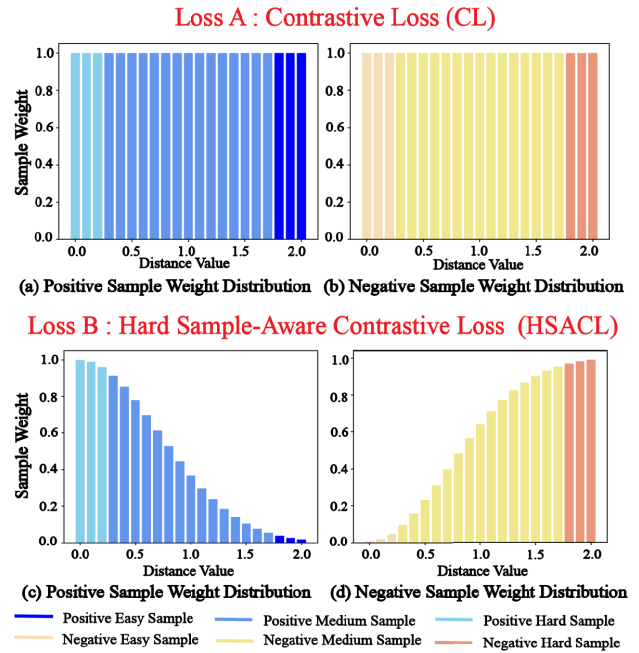 Loss A : Contrastive Loss (CL)
Sample Weight
1.0
0.8
0.6
0.4
0.2
0.0
0.0 0.5 1.0 1.5 2.0
Distance Value
(a) Positive Sample Weight Distribution
1.0
0.8
0.6
0.4
0.2
0.0
0.0 0.5 1.0 1.5 2.0
Distance Value
(b) Negative Sample Weight Distribution
Loss B : Hard Sample-Aware Contrastive Loss (HSACL)
Sample Weight
1.0
0.8
0.6
0.4
0.2
0.0
0.0 0.5 1.0 1.5 2.0
Distance Value
(c) Positive Sample Weight Distribution
1.0
0.8
0.6
0.4
0.2
0.0
0.0 0.5 1.0 1.5 2.0
Distance Value
(d) Negative Sample Weight Distribution
Positive Easy Sample Positive Medium Sample Positive Hard Sample
Negative Easy Sample Negative Medium Sample Negative Hard Sample